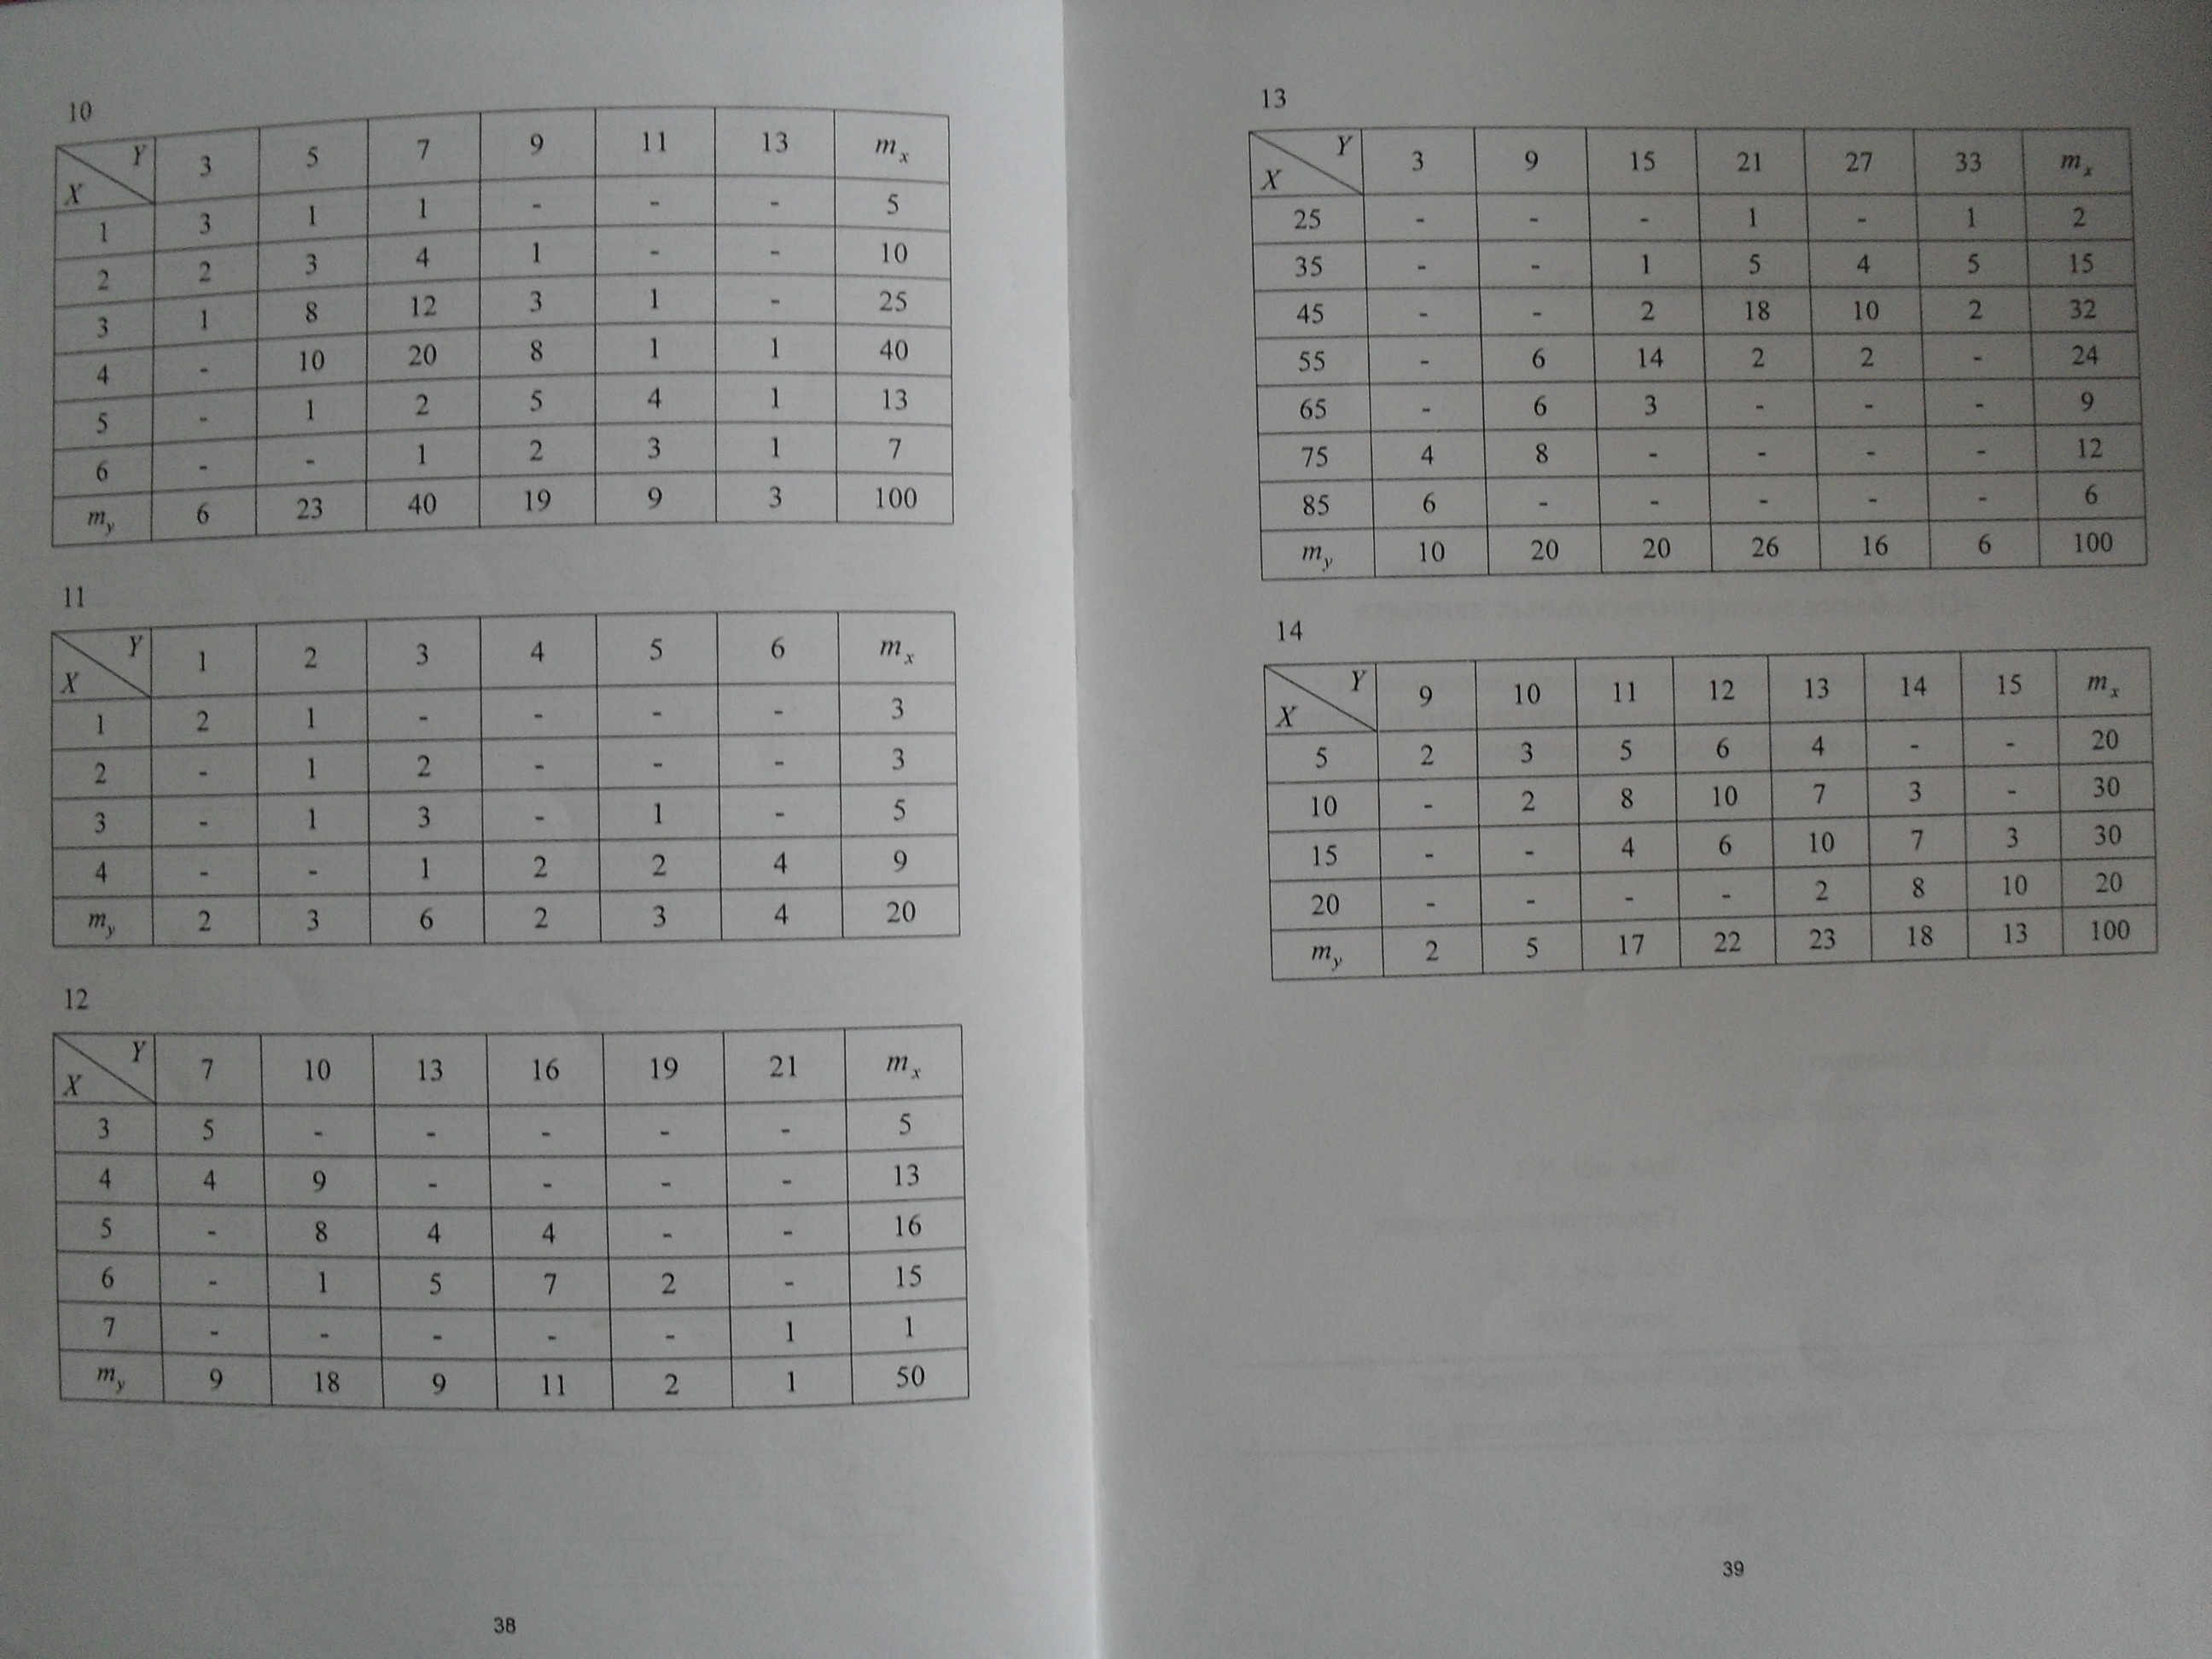 10
Y X 3 5 7 9 11 13 mx
1 3 1 1 - - - 5
2 2 3 4 1 - - 10
3 1 8 12 3 1 - 25
4 - 10 20 8 1 1 40
5 - 1 2 5 4 1 13
6 - - 1 2 3 1 7
my 6 23 40 19 9 3 100
11
Y X 1 2 3 4 5 6 mx
1 2 1 - - - - 3
2 - 1 2 - - - 3
3 - 1 3 - 1 - 5
4 - - 1 2 2 4 9
my 2 3 6 2 3 4 20
12
Y X 7 10 13 16 19 21 mx
3 5 - - - - - 5
4 4 9 - - - - 13
5 - 8 4 4 - - 16
6 - 1 5 7 2 - 15
7 - - - - - 1 1
my 9 18 9 11 2 1 50
38
13
Y X 3 9 15 21 27 33 mx
25 - - - 1 - 1 2
35 - - 1 5 4 5 15
45 - - 2 18 10 2 32
55 - 6 14 2 2 - 24
65 - 6 3 - - - 9
75 4 8 - - - - 12
85 6 - - - - - 6
my 10 20 20 26 16 6 100
14
Y X 9 10 11 12 13 14 15 mx
5 2 3 5 6 4 - - 20
10 - 2 8 10 7 3 - 30
15 - - 4 6 10 7 3 30
20 - - - - 2 8 10 20
my 2 5 17 22 23 18 13 100
39